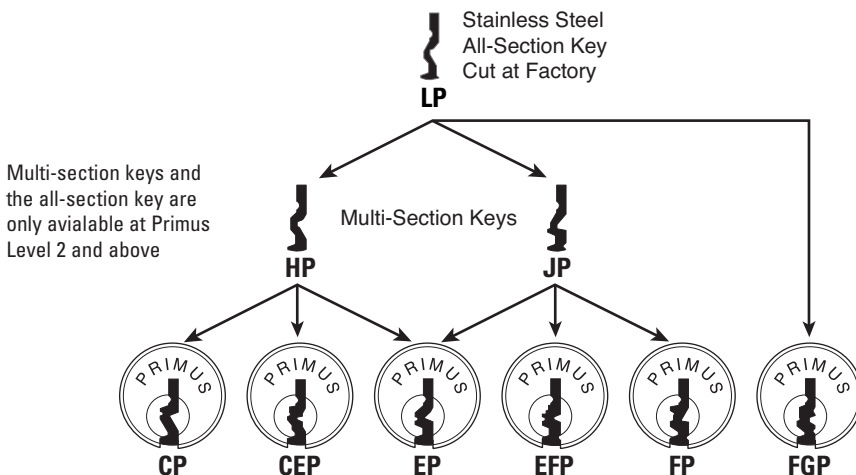 Stainless Steel
All-Section Key
Cut at Factory
LP
Multi-section keys and
the all-section key are
only avialable at Primus
Level 2 and above
Multi-Section Keys
HP
JP
PRIMUS
PRIMUS
PRIMUS
PRIMUS
PRIMUS
PRIMUS
CP
CEP
EP
EFP
FP
FGP